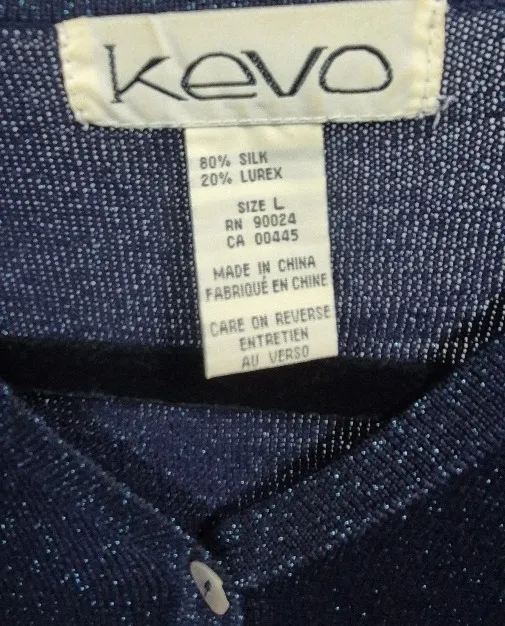 Kevo
80% SILK
20% LUREX
SIZE L
RN 90024
CA 00445
MADE IN CHINA
FABRIQUÉ EN CHINE
CARE ON REVERSE
ENTRETIEN
AU VERSO